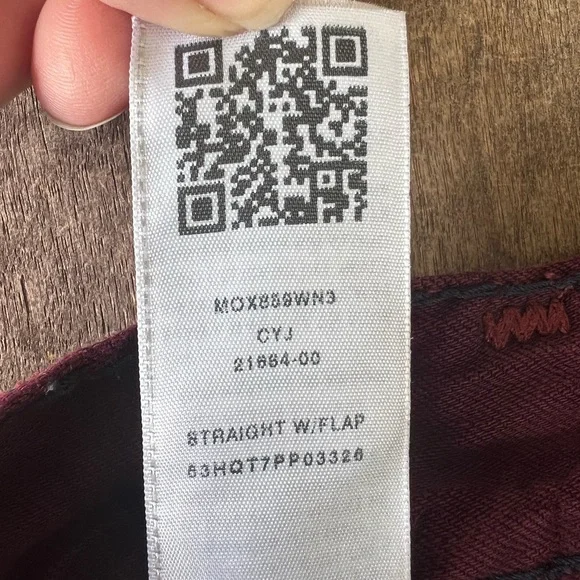 MOX859WN3
CYJ
21664-00
STRAIGHT W/FLAP
63HQT7PP03326